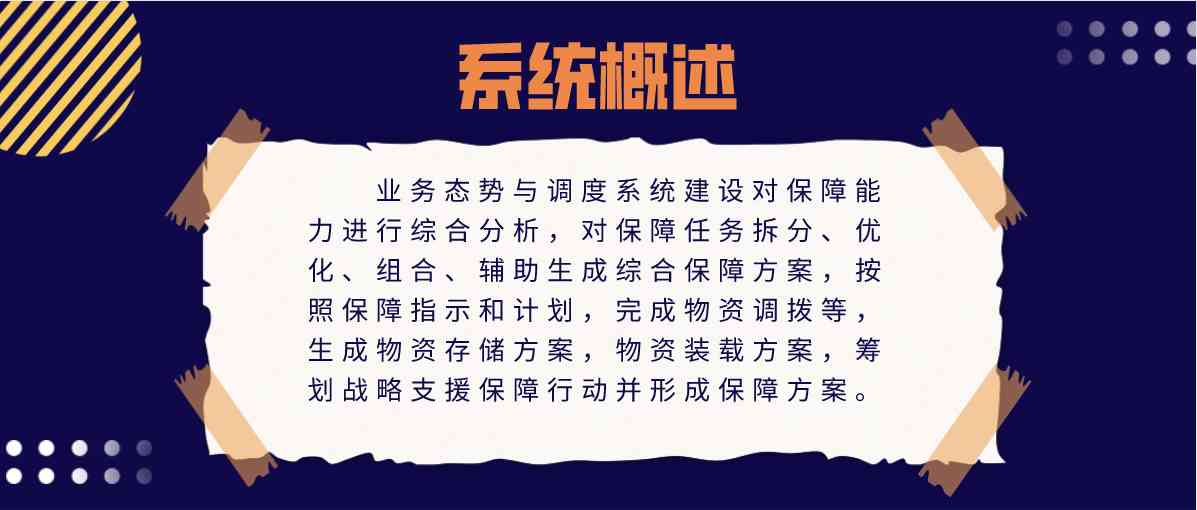 系统概述
业务态势与调度系统建设对保障能
力进行综合分析，对保障任务拆分、优
化、组合、辅助生成综合保障方案，按
照保障指示和计划，完成物资调拨等，
生成物资存储方案，物资装载方案，筹
划战略支援保障行动并形成保障方案。